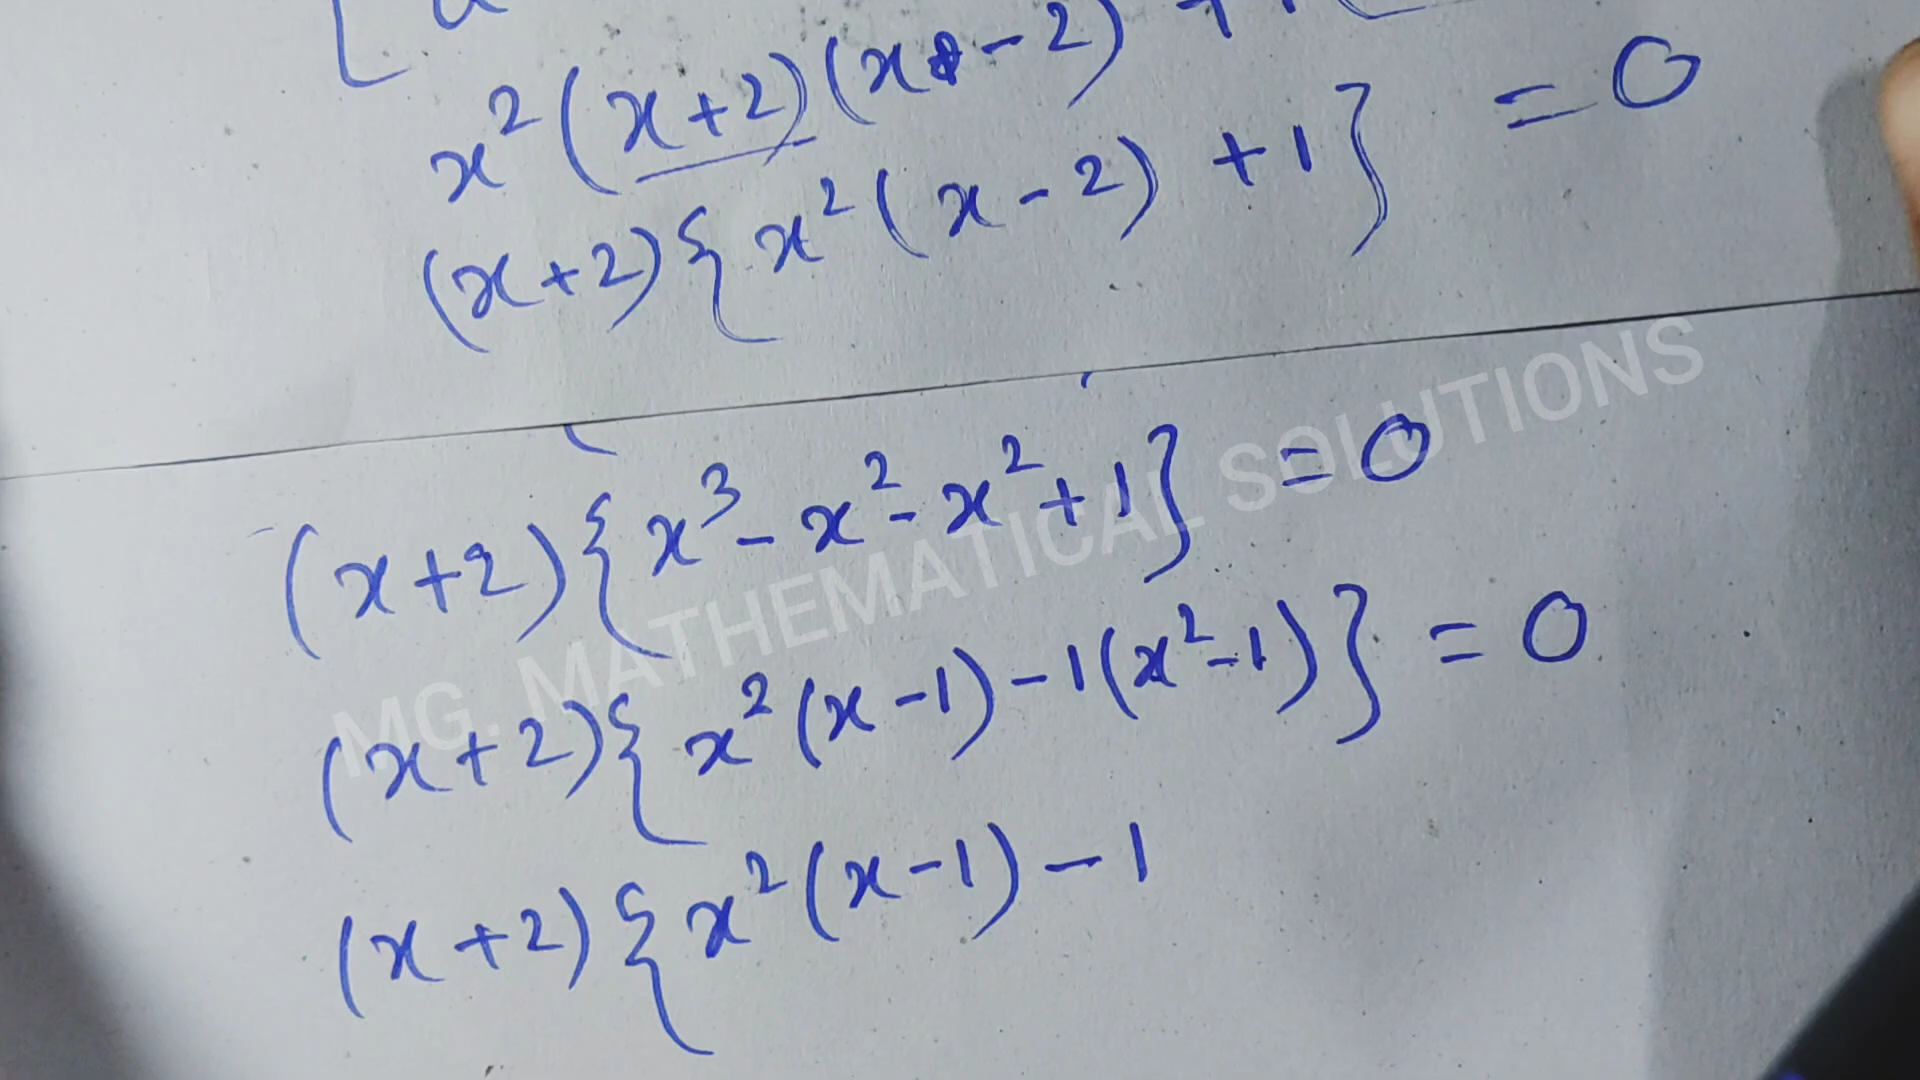 x²(x+2)(x-2) +
(x+2){x²(x-2) +1} = 0
(x+2){x³ - x² - x² + 1} = 0
(x+2){x²(x-1) - 1(x²-1)} = 0
(x+2){x²(x-1) - 1
MG. MATHEMATICAL SOLUTIONS